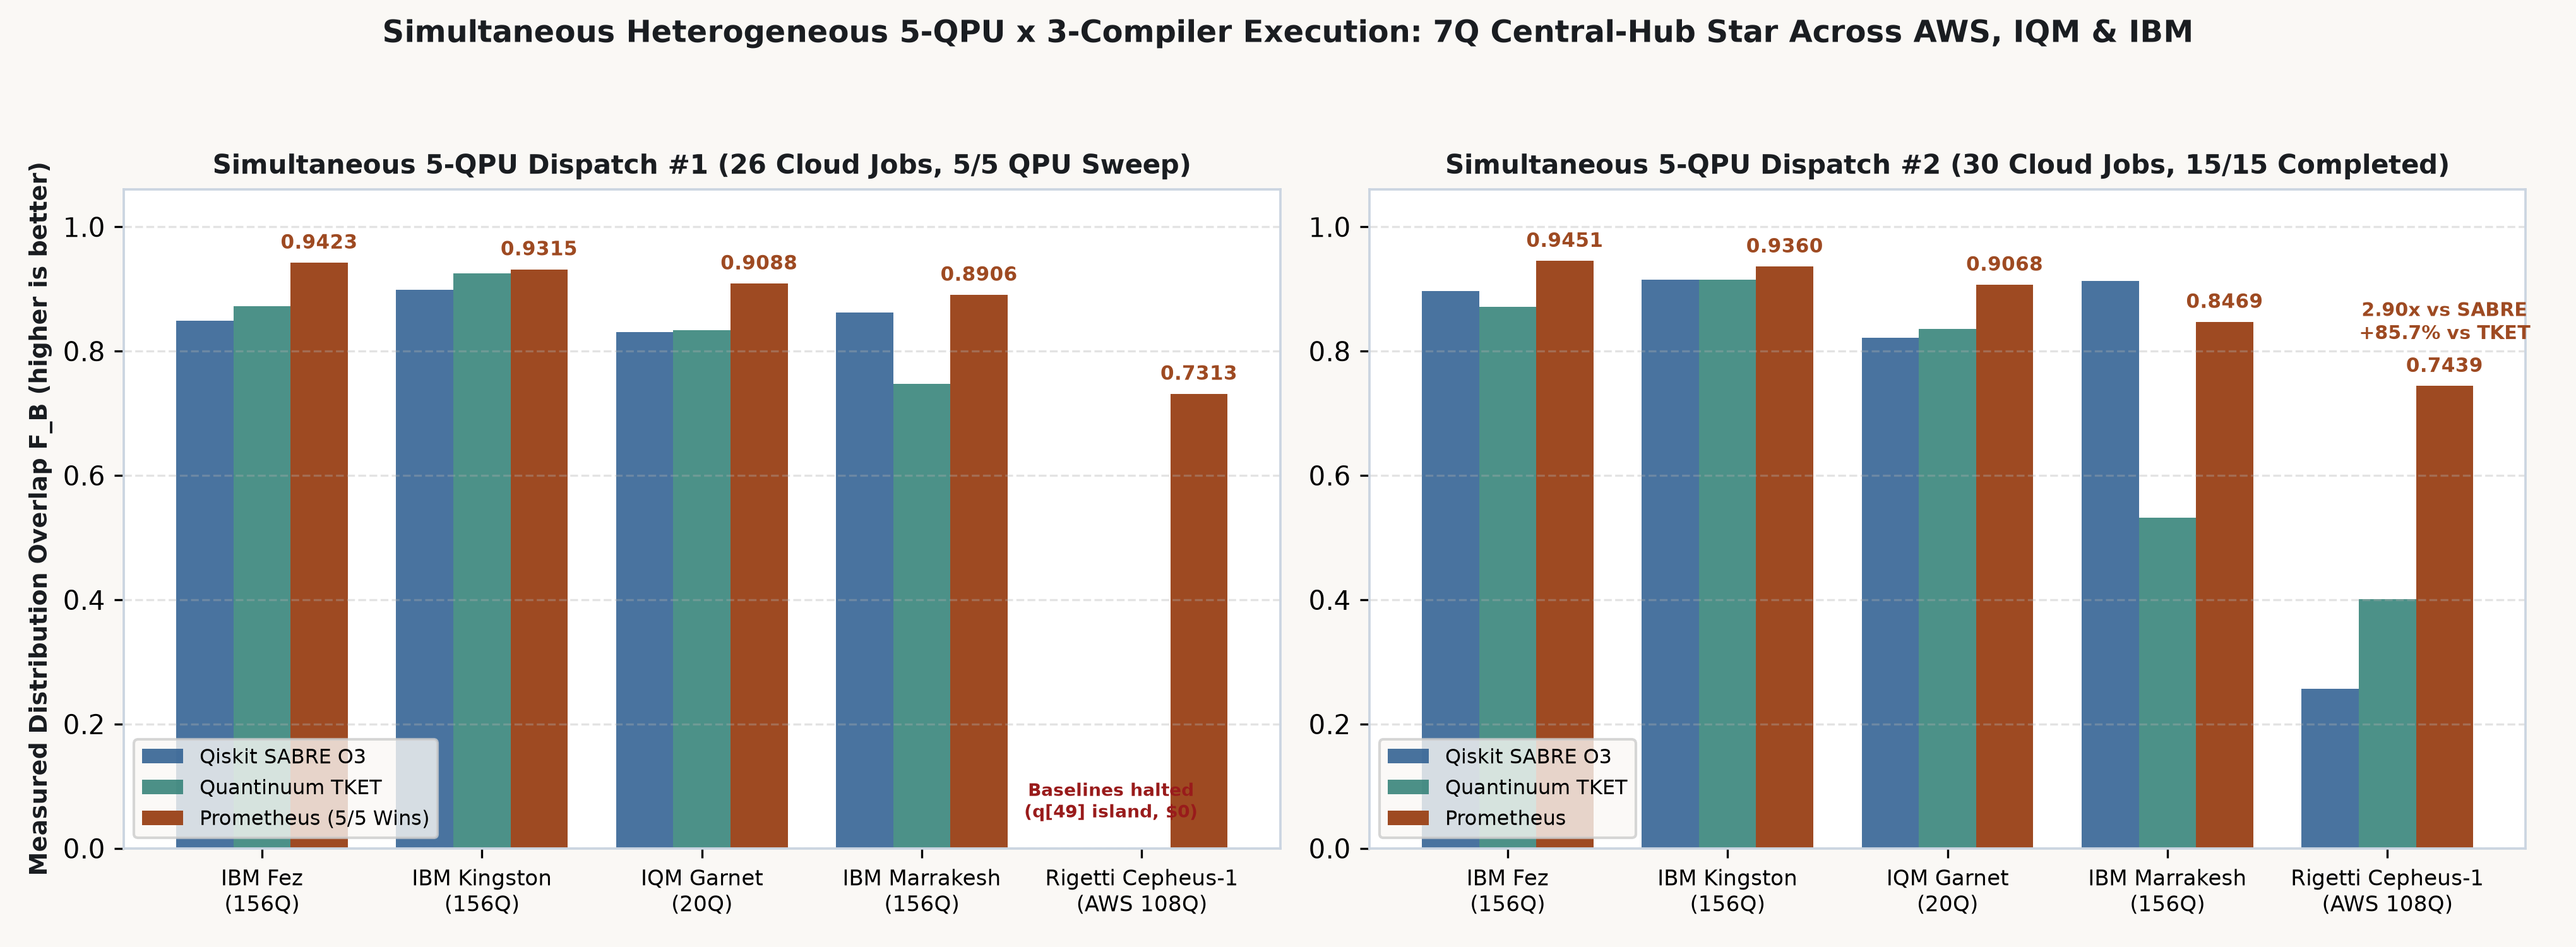 Simultaneous Heterogeneous 5-QPU x 3-Compiler Execution: 7Q Central-Hub Star Across AWS, IQM & IBM
Simultaneous 5-QPU Dispatch #1 (26 Cloud Jobs, 5/5 QPU Sweep)
Measured Distribution Overlap F_B (higher is better)
1.0
0.8
0.6
0.4
0.2
0.0
0.9423
0.9315
0.9088
0.8906
0.7313
Baselines halted
(q[49] island, $0)
Qiskit SABRE O3
Quantinuum TKET
Prometheus (5/5 Wins)
IBM Fez
(156Q)
IBM Kingston
(156Q)
IQM Garnet
(20Q)
IBM Marrakesh
(156Q)
Rigetti Cepheus-1
(AWS 108Q)
Simultaneous 5-QPU Dispatch #2 (30 Cloud Jobs, 15/15 Completed)
1.0
0.8
0.6
0.4
0.2
0.0
0.9451
0.9360
0.9068
0.8469
2.90x vs SABRE
+85.7% vs TKET
0.7439
Qiskit SABRE O3
Quantinuum TKET
Prometheus
IBM Fez
(156Q)
IBM Kingston
(156Q)
IQM Garnet
(20Q)
IBM Marrakesh
(156Q)
Rigetti Cepheus-1
(AWS 108Q)